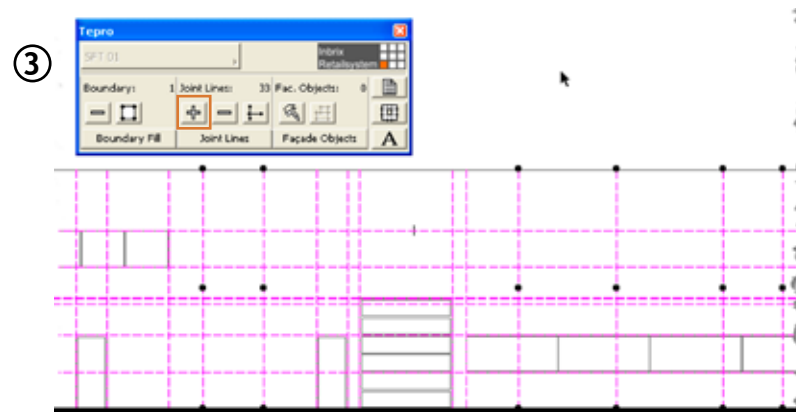 ③
Tepro
SFT 01
Inbrix
Retailsystem
Boundary: 1 Joint Lines: 33 Fac. Objects: 0
Boundary Fill Joint Lines Façade Objects A